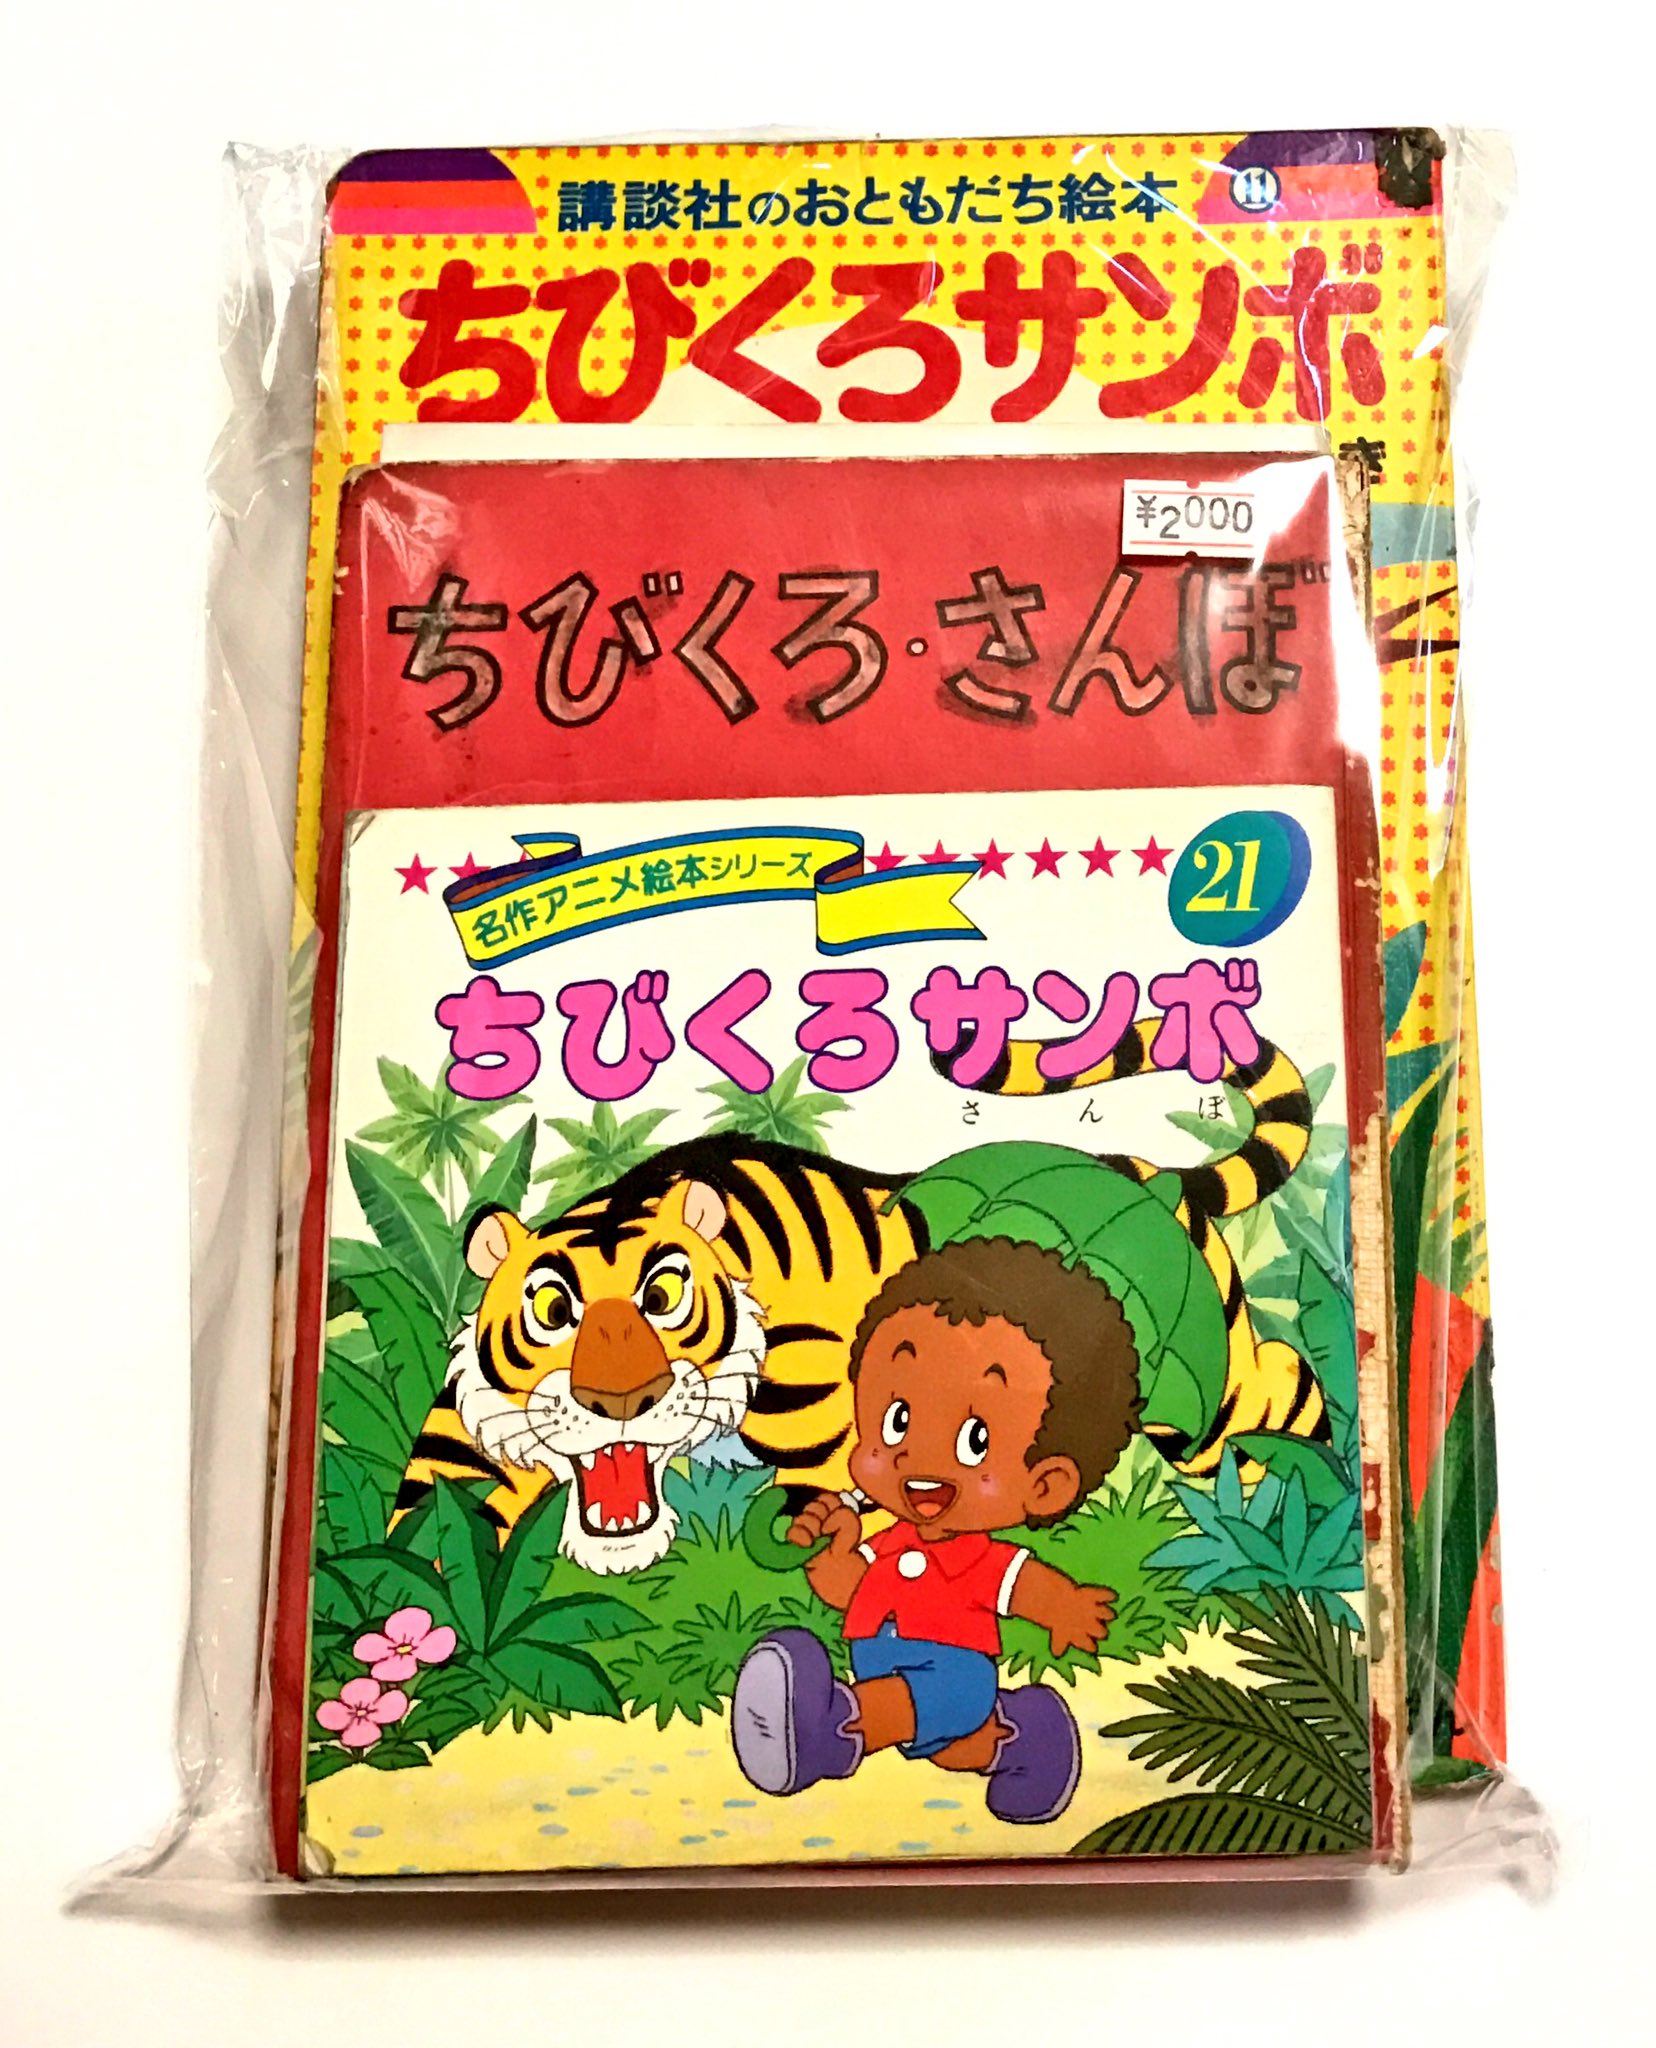 講談社のおともだち絵本 11
ちびくろサンボ
き
¥2000
ちびくろ・さんぼ
名作アニメ絵本シリーズ
21
ちびくろサンボ
さんぼ